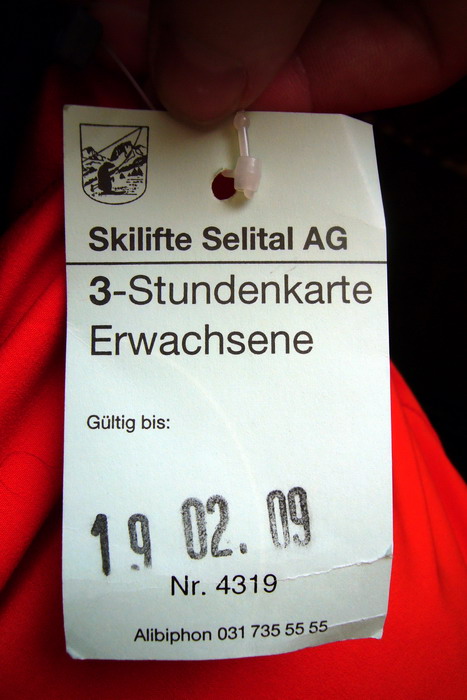 Skilifte Selital AG
3-Stundenkarte
Erwachsene
Gültig bis:
19 02. 09
Nr. 4319
Alibiphon 031 735 55 55